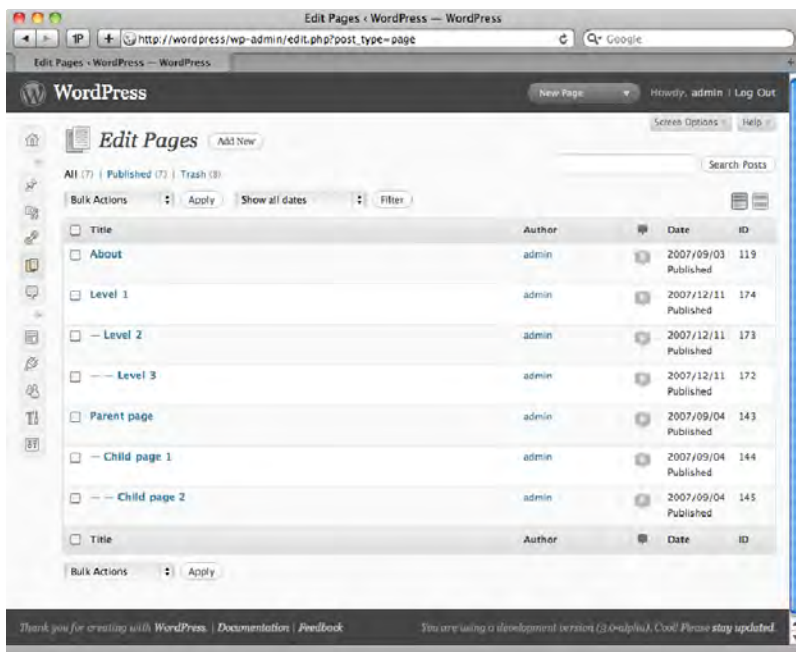 Edit Pages ‹ WordPress — WordPress
1P + http://wordpress/wp-admin/edit.php?post_type=page Google
Edit Pages ‹ WordPress — WordPress
WordPress New Page Howdy, admin | Log Out
Screen Options Help
Edit Pages Add New
Search Posts
All (7) | Published (7) | Trash
Bulk Actions Apply Show all dates Filter
Title Author Date ID
About admin 2007/09/03 119
Published
Level 1 admin 2007/12/11 174
Published
— Level 2 admin 2007/12/11 173
Published
— — Level 3 admin 2007/12/11 172
Published
Parent page admin 2007/09/04 143
Published
— Child page 1 admin 2007/09/04 144
Published
— — Child page 2 admin 2007/09/04 145
Published
Title Author Date ID
Bulk Actions Apply
Thank you for creating with WordPress. | Documentation | Feedback You are using a development version (3.0-alpha). Cool! Please stay updated.